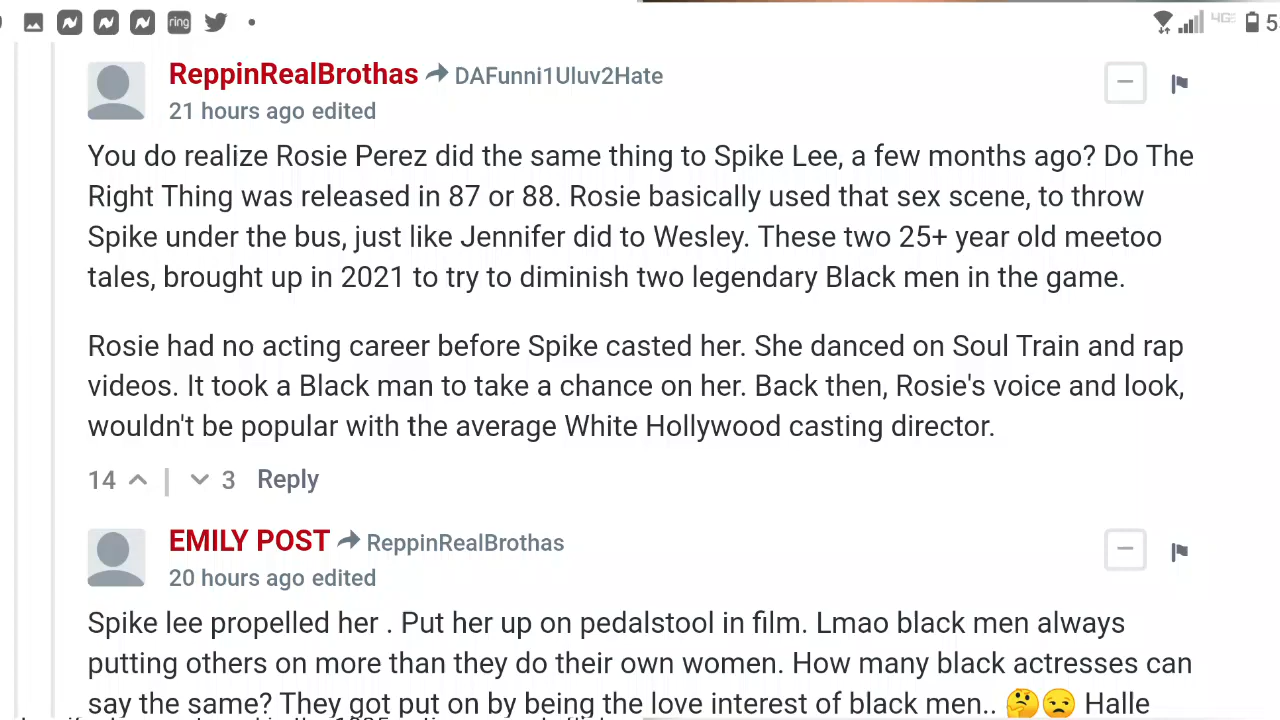 ring 4GE 5
ReppinRealBrothas DAFunni1Uluv2Hate
21 hours ago edited
You do realize Rosie Perez did the same thing to Spike Lee, a few months ago? Do The
Right Thing was released in 87 or 88. Rosie basically used that sex scene, to throw
Spike under the bus, just like Jennifer did to Wesley. These two 25+ year old meetoo
tales, brought up in 2021 to try to diminish two legendary Black men in the game.
Rosie had no acting career before Spike casted her. She danced on Soul Train and rap
videos. It took a Black man to take a chance on her. Back then, Rosie's voice and look,
wouldn't be popular with the average White Hollywood casting director.
14 | 3 Reply
EMILY POST ReppinRealBrothas
20 hours ago edited
Spike lee propelled her . Put her up on pedalstool in film. Lmao black men always
putting others on more than they do their own women. How many black actresses can
say the same? They got put on by being the love interest of black men.. 🤔😒 Halle